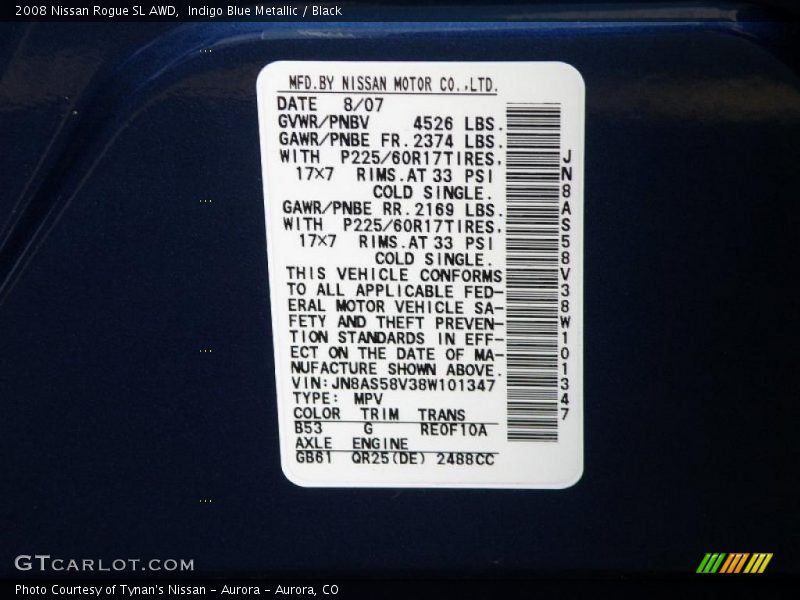 2008 Nissan Rogue SL AWD,  Indigo Blue Metallic / Black
MFD.BY NISSAN MOTOR CO.,LTD.
DATE 8/07
GVWR/PNBV 4526 LBS.
GAWR/PNBE FR.2374 LBS.
WITH P225/60R17TIRES.
17×7 RIMS.AT 33 PSI
COLD SINGLE.
GAWR/PNBE RR.2169 LBS.
WITH P225/60R17TIRES.
17×7 RIMS.AT 33 PSI
COLD SINGLE.
THIS VEHICLE CONFORMS
TO ALL APPLICABLE FED-
ERAL MOTOR VEHICLE SA-
FETY AND THEFT PREVEN-
TION STANDARDS IN EFF-
ECT ON THE DATE OF MA-
NUFACTURE SHOWN ABOVE.
VIN:JN8AS58V38W101347
TYPE: MPV
COLOR TRIM TRANS
B53 G RE0F10A
AXLE ENGINE
GB61 QR25(DE) 2488CC
JN8AS58V38W101347
GTCARLOT.COM
Photo Courtesy of Tynan's Nissan - Aurora - Aurora, CO